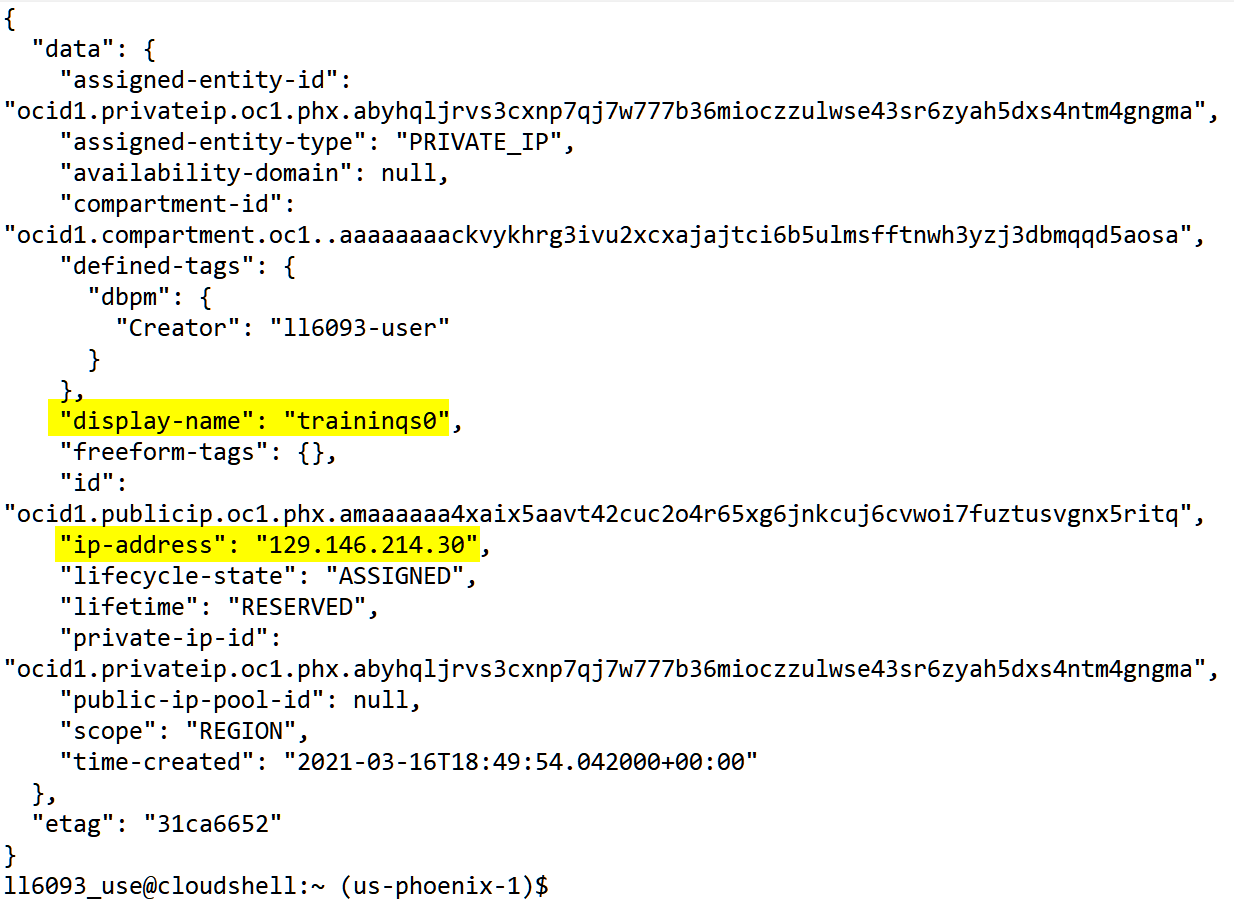 {
"data": {
"assigned-entity-id":
"ocid1.privateip.oc1.phx.abyhqljrvs3cxnp7qj7w777b36mioczzulwse43sr6zyah5dxs4ntm4gngma",
"assigned-entity-type": "PRIVATE_IP",
"availability-domain": null,
"compartment-id":
"ocid1.compartment.oc1..aaaaaaaackvykhrg3ivu2xcxajajtci6b5ulmsfftnwh3yzj3dbmqqd5aosa",
"defined-tags": {
"dbpm": {
"Creator": "ll6093-user"
}
},
"display-name": "traininqs0",
"freeform-tags": {},
"id":
"ocid1.publicip.oc1.phx.amaaaaaa4xaix5aavt42cuc2o4r65xg6jnkcuj6cvwoi7fuztusvgnx5ritq",
"ip-address": "129.146.214.30",
"lifecycle-state": "ASSIGNED",
"lifetime": "RESERVED",
"private-ip-id":
"ocid1.privateip.oc1.phx.abyhqljrvs3cxnp7qj7w777b36mioczzulwse43sr6zyah5dxs4ntm4gngma",
"public-ip-pool-id": null,
"scope": "REGION",
"time-created": "2021-03-16T18:49:54.042000+00:00"
},
"etag": "31ca6652"
}
ll6093_use@cloudshell:~ (us-phoenix-1)$